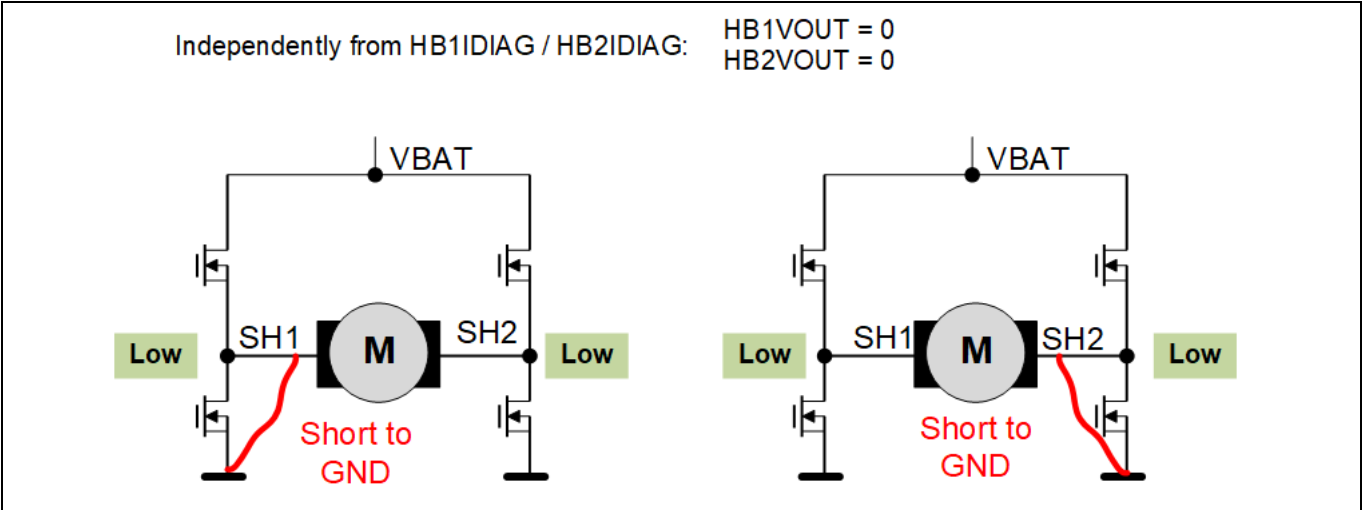 Independently from HB1IDIAG / HB2IDIAG:
HB1VOUT = 0
HB2VOUT = 0
VBAT
SH1
M
SH2
Low
Low
Short to
GND
VBAT
SH1
M
SH2
Low
Low
Short to
GND